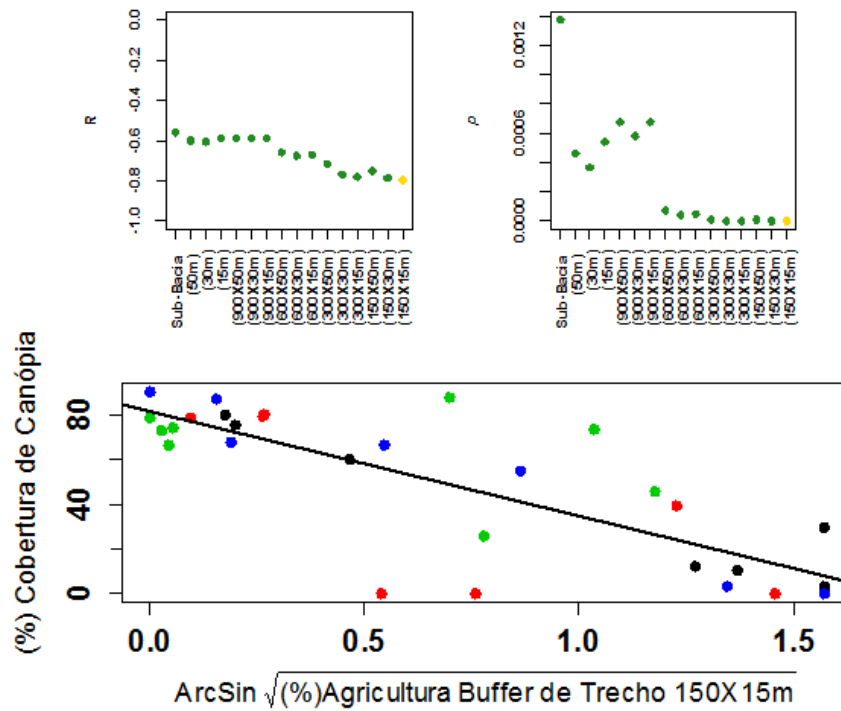 R
0.0
-0.2
-0.4
-0.6
-0.8
-1.0
Sub-Bacia
(50m)
(30m)
(15m)
(900X50m)
(900X30m)
(900X15m)
(600X50m)
(600X30m)
(600X15m)
(300X50m)
(300X30m)
(300X15m)
(150X50m)
(150X30m)
(150X15m)
P
0.0012
0.0006
0.0000
Sub-Bacia
(50m)
(30m)
(15m)
(900X50m)
(900X30m)
(900X15m)
(600X50m)
(600X30m)
(600X15m)
(300X50m)
(300X30m)
(300X15m)
(150X50m)
(150X30m)
(150X15m)
(%) Cobertura de Canópia
80
40
0
0.0 0.5 1.0 1.5
ArcSin √(%)Agricultura Buffer de Trecho 150X15m